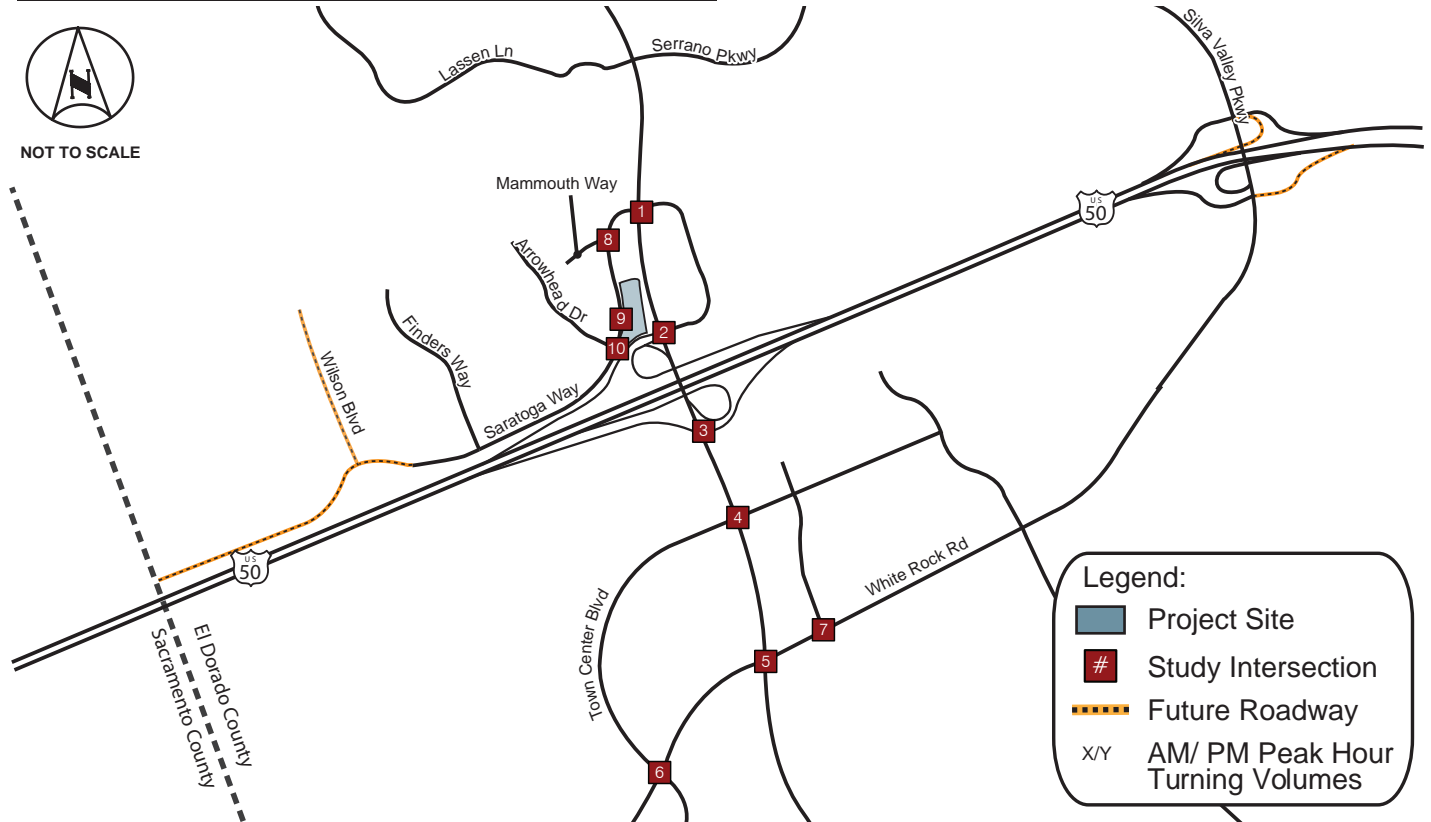 N
NOT TO SCALE
Lassen Ln
Serrano Pkwy
Silva Valley Pkwy
Mammouth Way
1
8
Arrowhead Dr
9
2
10
US
50
Finders Way
Wilson Blvd
Saratoga Way
3
4
US
50
White Rock Rd
Town Center Blvd
7
5
6
El Dorado County
Sacramento County
Legend:
Project Site
# Study Intersection
Future Roadway
X/Y AM/ PM Peak Hour
Turning Volumes